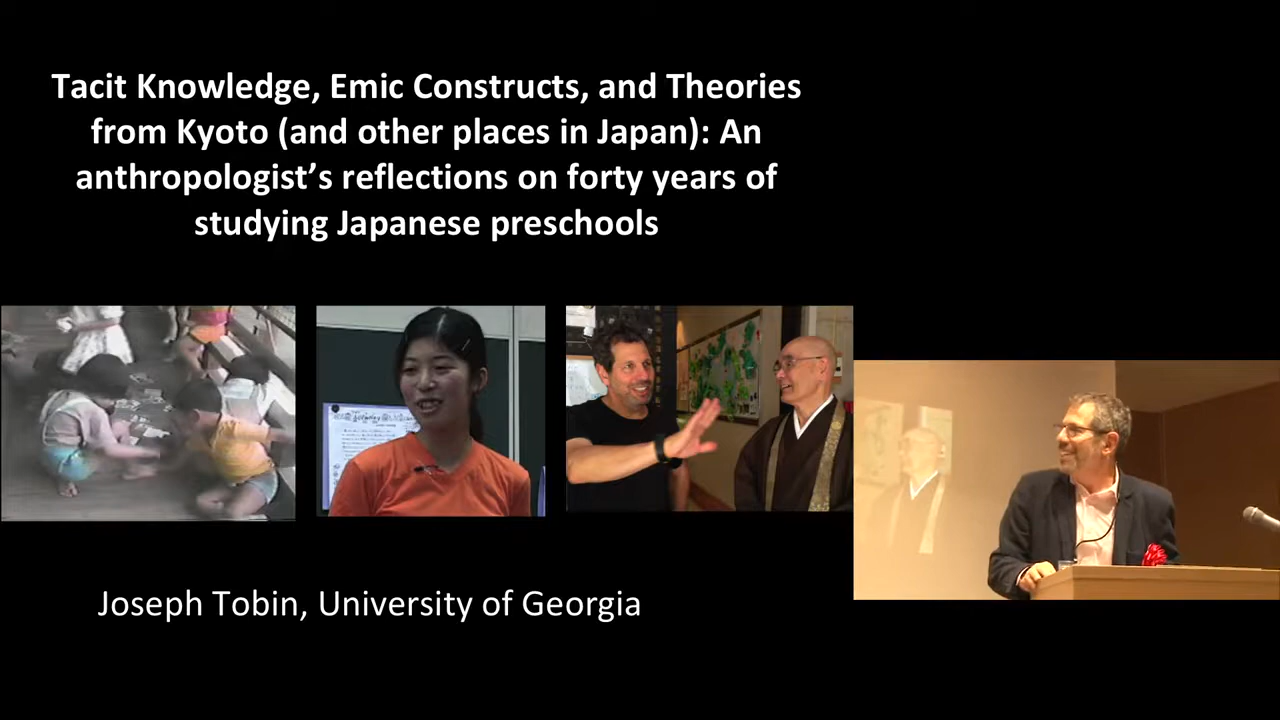 Tacit Knowledge, Emic Constructs, and Theories
from Kyoto (and other places in Japan): An
anthropologist’s reflections on forty years of
studying Japanese preschools
Joseph Tobin, University of Georgia